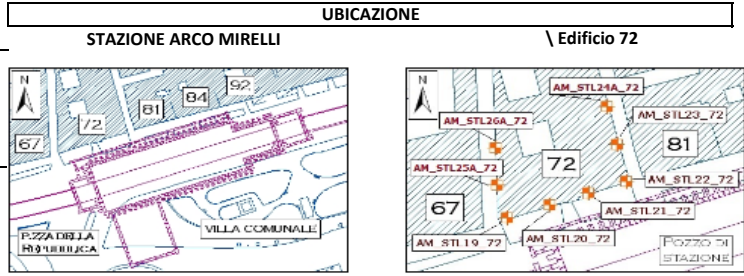 UBICAZIONE
STAZIONE ARCO MIRELLI
\ Edificio 72
N
92
84
81
72
67
VILLA COMUNALE
P.ZZA DELLA
REPUBBLICA
N
AM_STL24A_72
AM_STL23_72
AM_STL26A_72
81
72
AM_STL25A_72
AM_STL22_72
67
AM_STL21_72
AM_STL19_72
AM_STL20_72
POZZO DI
STAZIONE